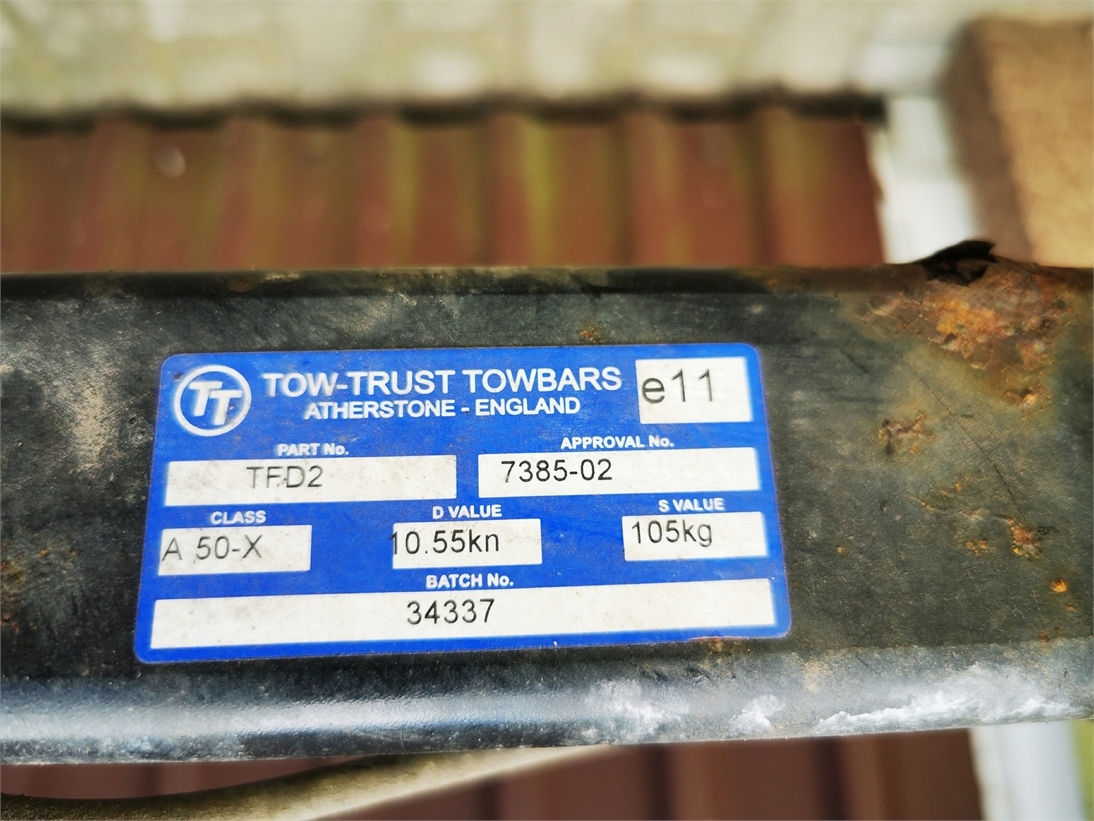 TT TOW-TRUST TOWBARS e11
ATHERSTONE - ENGLAND
PART No. APPROVAL No.
TFD2 7385-02
CLASS D VALUE S VALUE
A 50-X 10.55kn 105kg
BATCH No.
34337